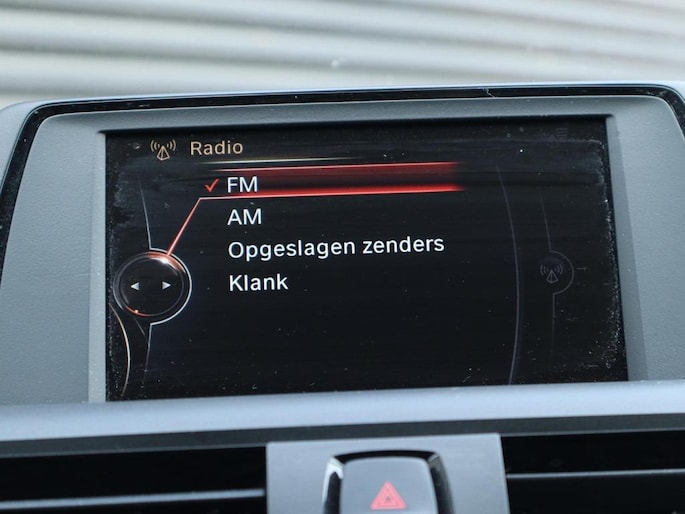 Radio
FM
AM
Opgeslagen zenders
Klank